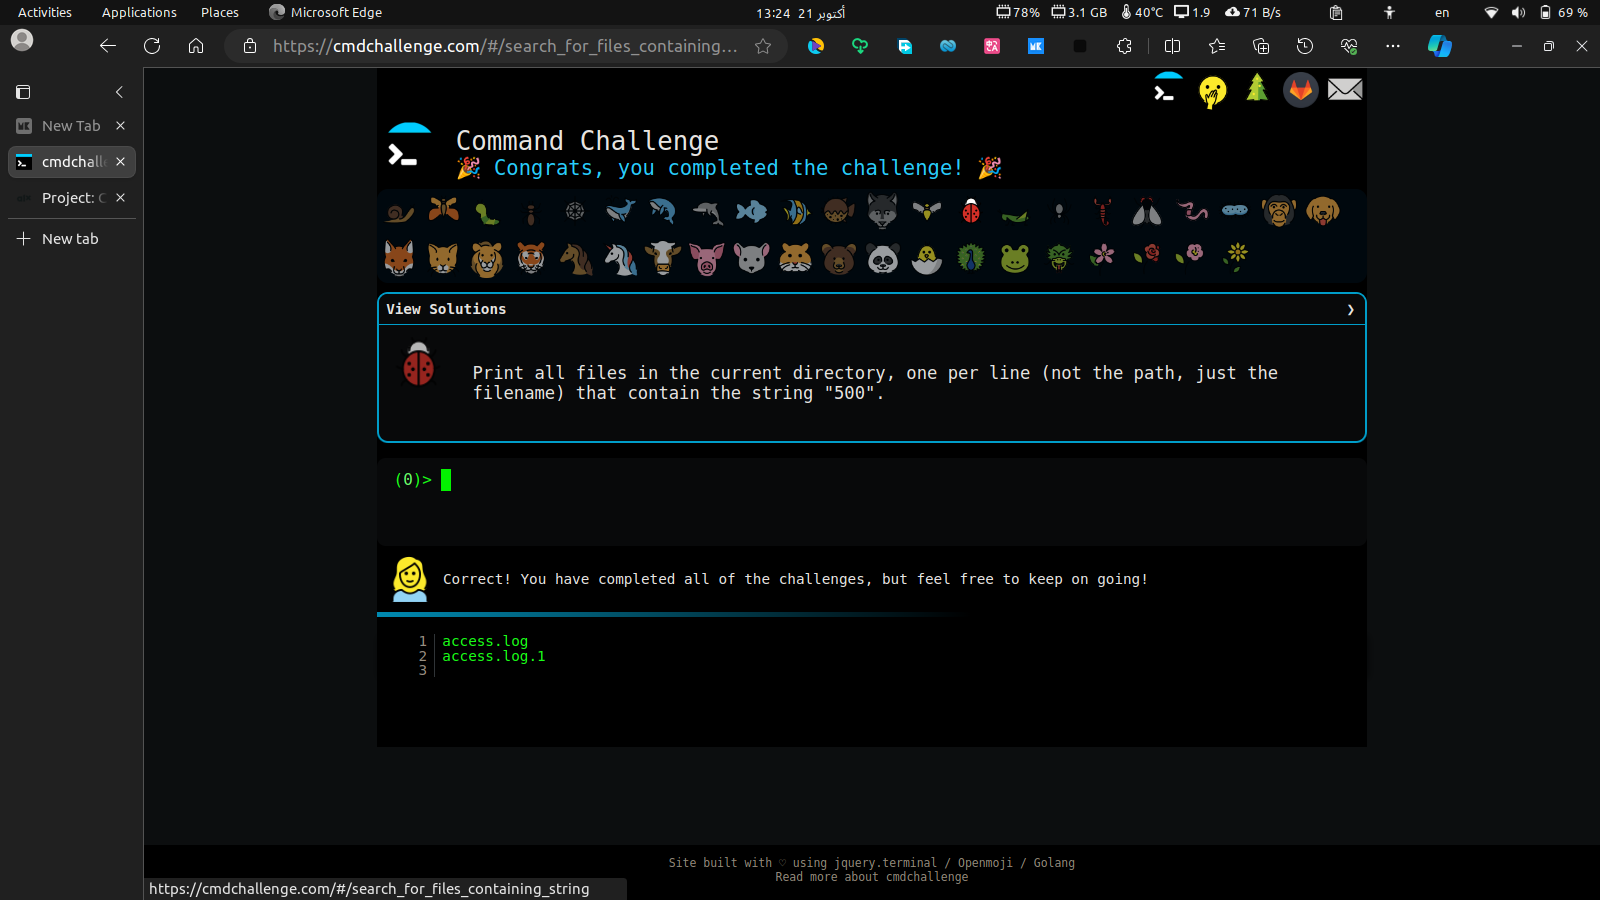 Activities Applications Places Microsoft Edge 13:24 21 أكتوبر 78% 3.1 GB 40°C 1.9 71 B/s en 69 %
https://cmdchallenge.com/#/search_for_files_containing...
New Tab
cmdchalle
Project: C
New tab
Command Challenge
Congrats, you completed the challenge!
View Solutions
Print all files in the current directory, one per line (not the path, just the
filename) that contain the string "500".
(0)>
Correct! You have completed all of the challenges, but feel free to keep on going!
1 access.log
2 access.log.1
3
Site built with ♡ using jquery.terminal / Openmoji / Golang
Read more about cmdchallenge
https://cmdchallenge.com/#/search_for_files_containing_string